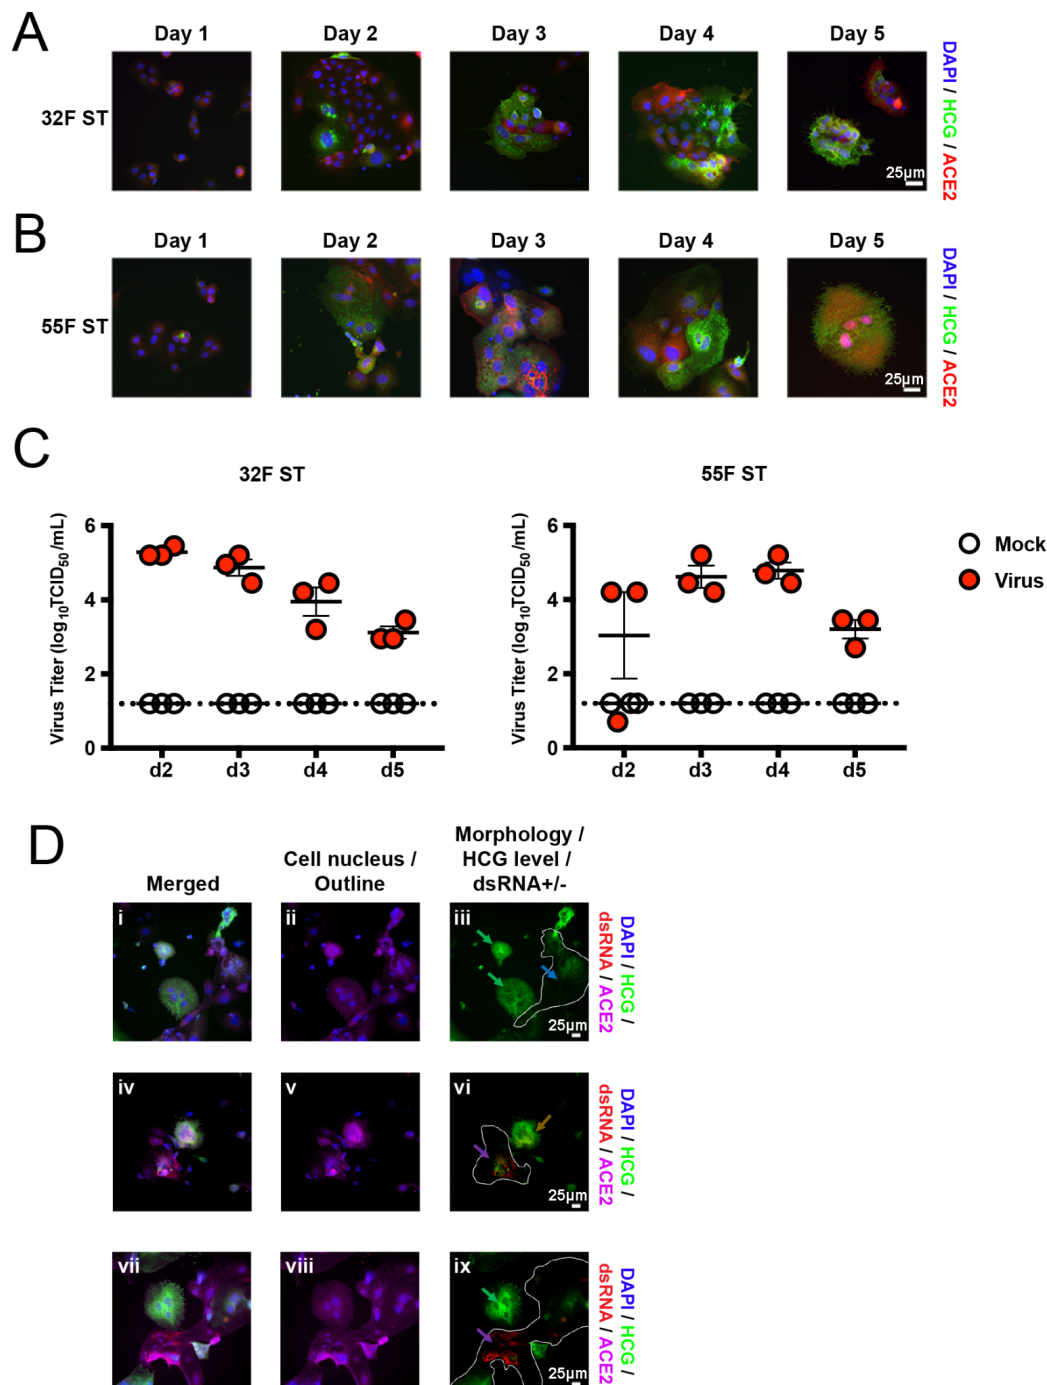 A
Day 1 Day 2 Day 3 Day 4 Day 5
32F ST
25µm
DAPI / HCG / ACE2
B
Day 1 Day 2 Day 3 Day 4 Day 5
55F ST
25µm
DAPI / HCG / ACE2
C
32F ST
Virus Titer (log10TCID50/mL)
6
4
2
0
d2 d3 d4 d5
55F ST
Virus Titer (log10TCID50/mL)
6
4
2
0
d2 d3 d4 d5
Mock
Virus
D
Merged
Cell nucleus /
Outline
Morphology /
HCG level /
dsRNA+/-
i ii iii
25µm
DAPI / HCG /
dsRNA / ACE2
iv v vi
25µm
DAPI / HCG /
dsRNA / ACE2
vii viii ix
25µm
DAPI / HCG /
dsRNA / ACE2